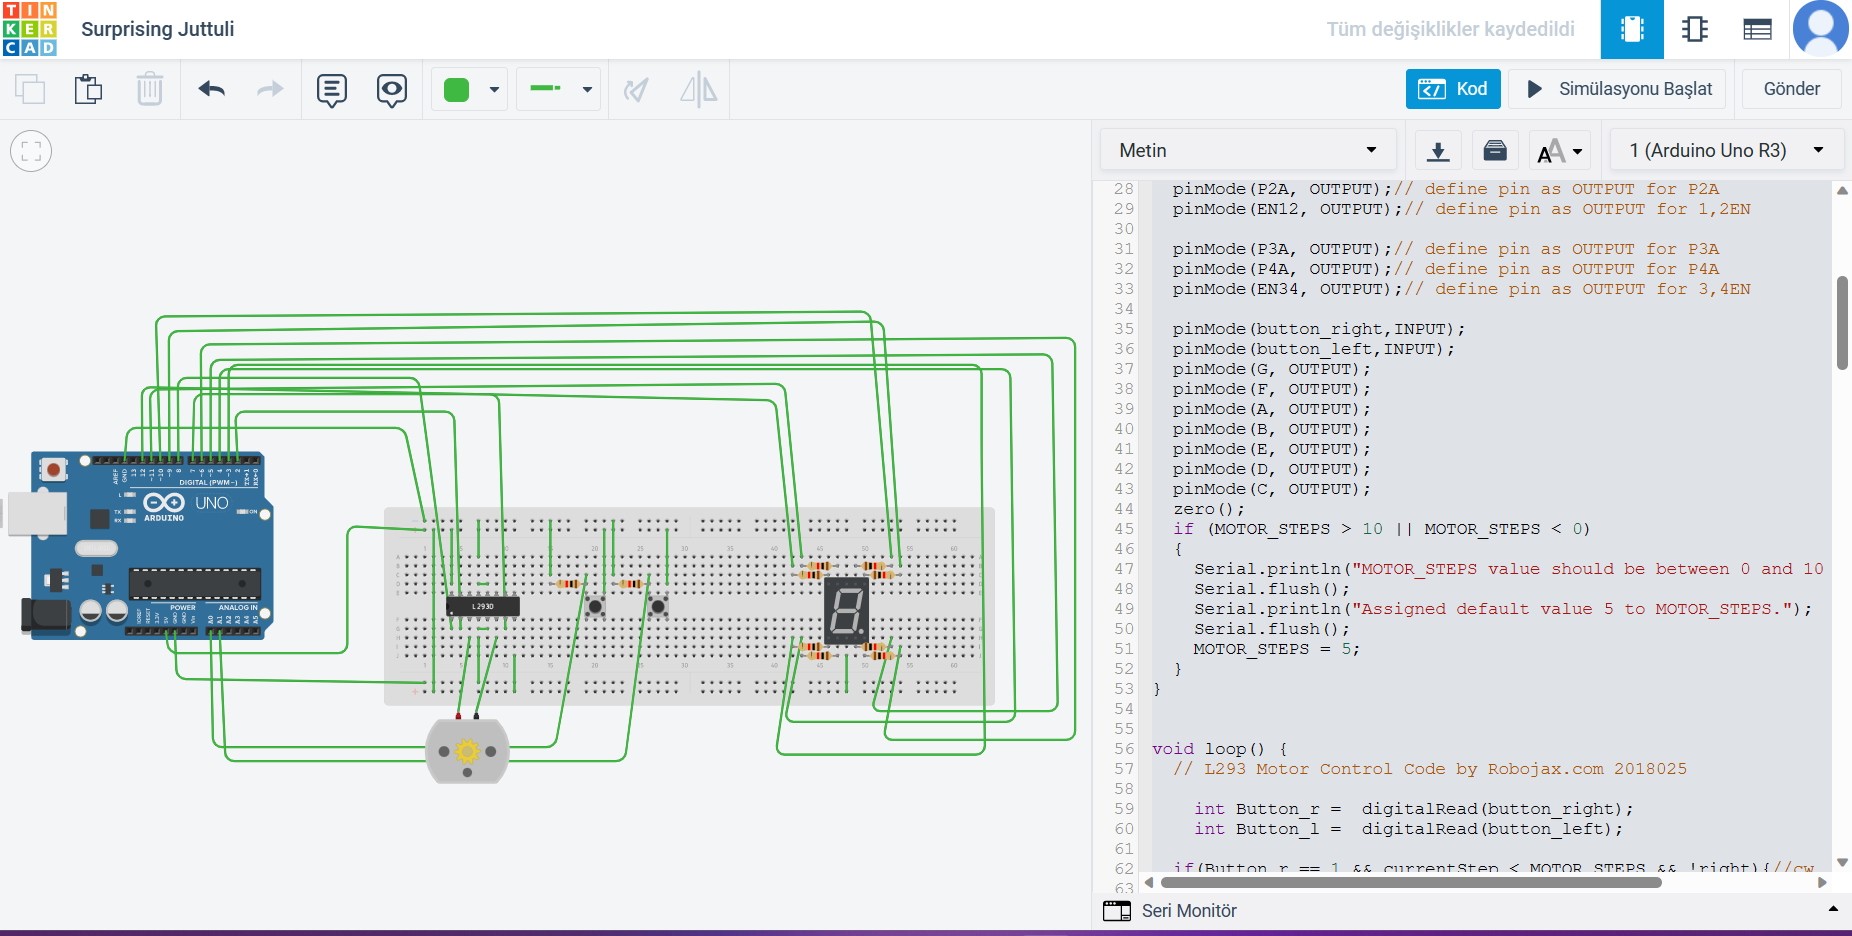 TIN
KER
CAD
Surprising Juttuli
Tüm değişiklikler kaydedildi
Kod
Simülasyonu Başlat
Gönder
Metin
1 (Arduino Uno R3)
28 pinMode(P2A, OUTPUT);// define pin as OUTPUT for P2A
29 pinMode(EN12, OUTPUT);// define pin as OUTPUT for 1,2EN
30
31 pinMode(P3A, OUTPUT);// define pin as OUTPUT for P3A
32 pinMode(P4A, OUTPUT);// define pin as OUTPUT for P4A
33 pinMode(EN34, OUTPUT);// define pin as OUTPUT for 3,4EN
34
35 pinMode(button_right,INPUT);
36 pinMode(button_left,INPUT);
37 pinMode(G, OUTPUT);
38 pinMode(F, OUTPUT);
39 pinMode(A, OUTPUT);
40 pinMode(B, OUTPUT);
41 pinMode(E, OUTPUT);
42 pinMode(D, OUTPUT);
43 pinMode(C, OUTPUT);
44 zero();
45 if (MOTOR_STEPS > 10 || MOTOR_STEPS < 0)
46 {
47 Serial.println("MOTOR_STEPS value should be between 0 and 10
48 Serial.flush();
49 Serial.println("Assigned default value 5 to MOTOR_STEPS.");
50 Serial.flush();
51 MOTOR_STEPS = 5;
52 }
53 }
54
55
56 void loop() {
57 // L293 Motor Control Code by Robojax.com 2018025
58
59 int Button_r = digitalRead(button_right);
60 int Button_l = digitalRead(button_left);
61
62 if(Button_r == 1 && currentStep < MOTOR_STEPS && !right){//cw
63
Seri Monitör
DIGITAL (PWM~)
UNO
ARDUINO
TX
RX
ON
POWER
ANALOG IN
L293D